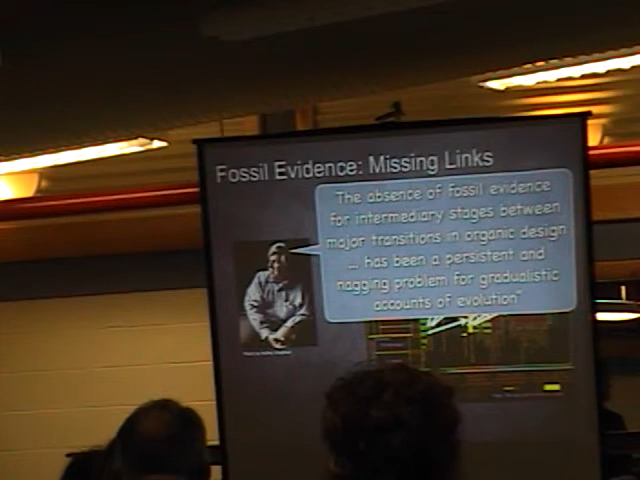 Fossil Evidence: Missing Links
The absence of fossil evidence
for intermediary stages between
major transitions in organic design
... has been a persistent and
nagging problem for gradualistic
accounts of evolution"